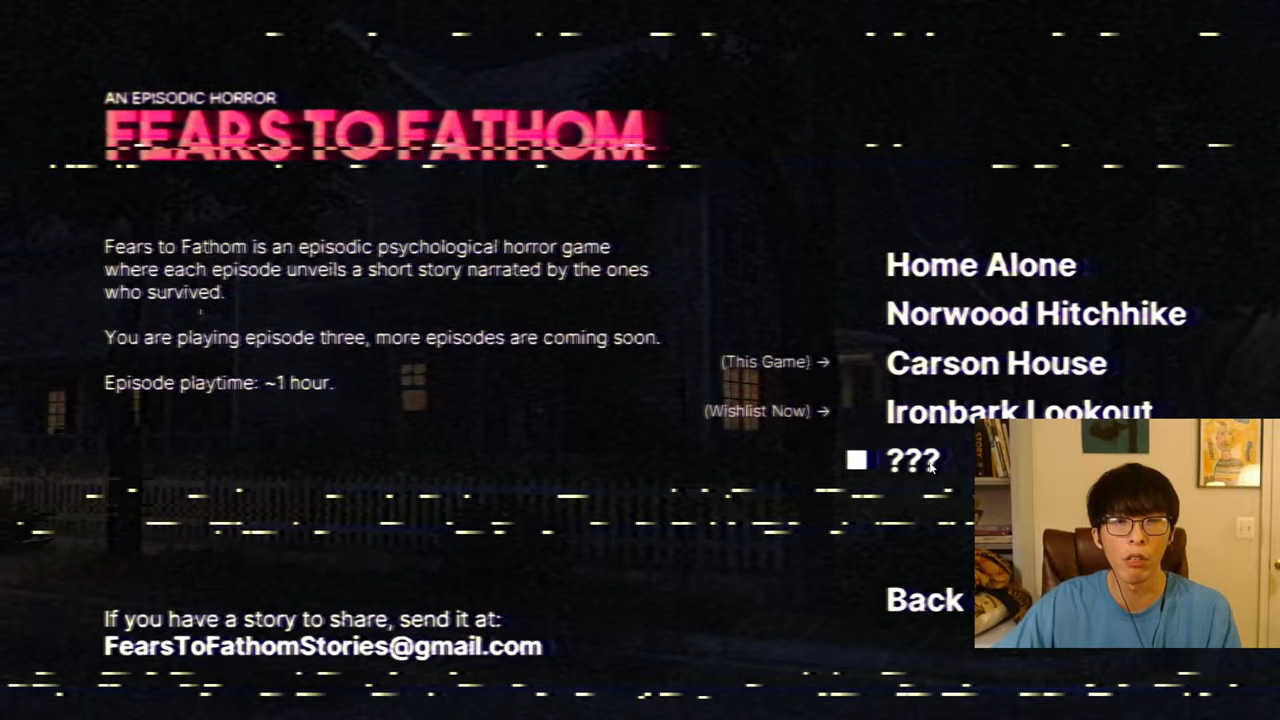 AN EPISODIC HORROR
FEARS TO FATHOM
Fears to Fathom is an episodic psychological horror game
where each episode unveils a short story narrated by the ones
who survived.
You are playing episode three, more episodes are coming soon.
Episode playtime: ~1 hour.
Home Alone
Norwood Hitchhike
(This Game) → Carson House
(Wishlist Now) → Ironbark Lookout
???
Back
If you have a story to share, send it at:
FearsToFathomStories@gmail.com